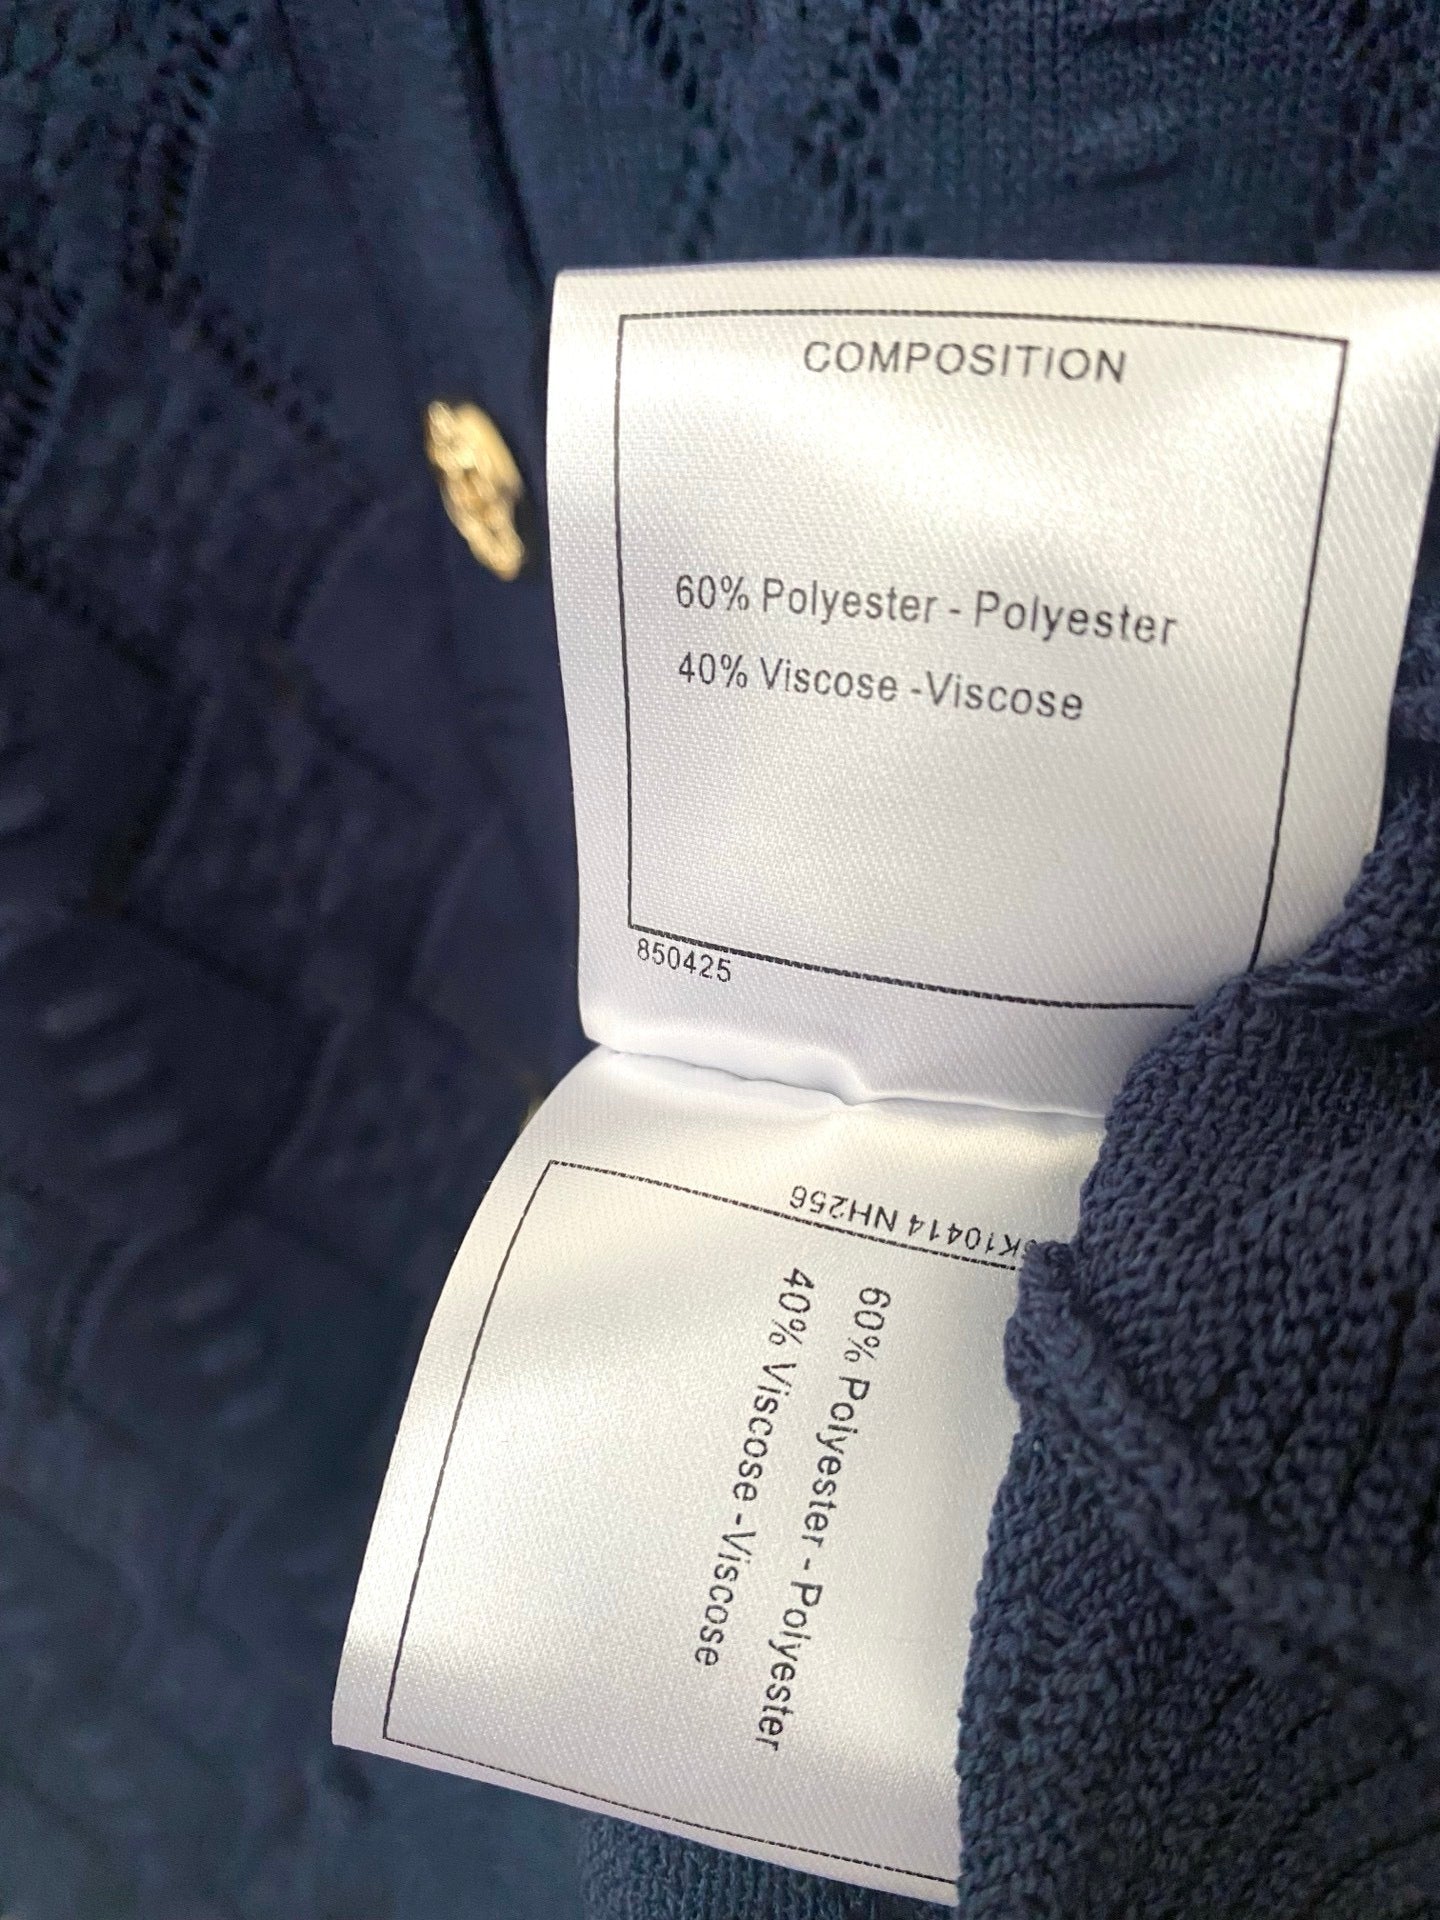 COMPOSITION
60% Polyester - Polyester
40% Viscose -Viscose
850425
K10414 NH256
60% Polyester - Polyester
40% Viscose -Viscose